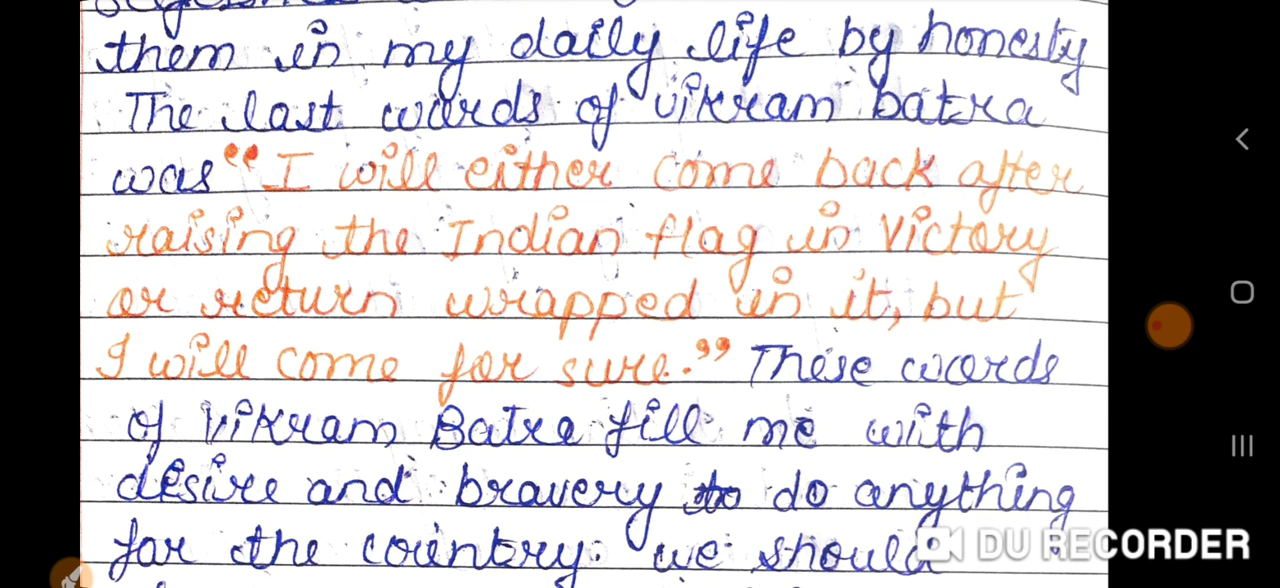 them in my daily life by honesty
The last words of vikram batra
was “I will either come back after
raising the Indian flag in Victory
or return wrapped in it, but
I will come for sure.” These words
of Vikram Batra fill me with
desire and bravery to do anything
for the country. we should
DU RECORDER